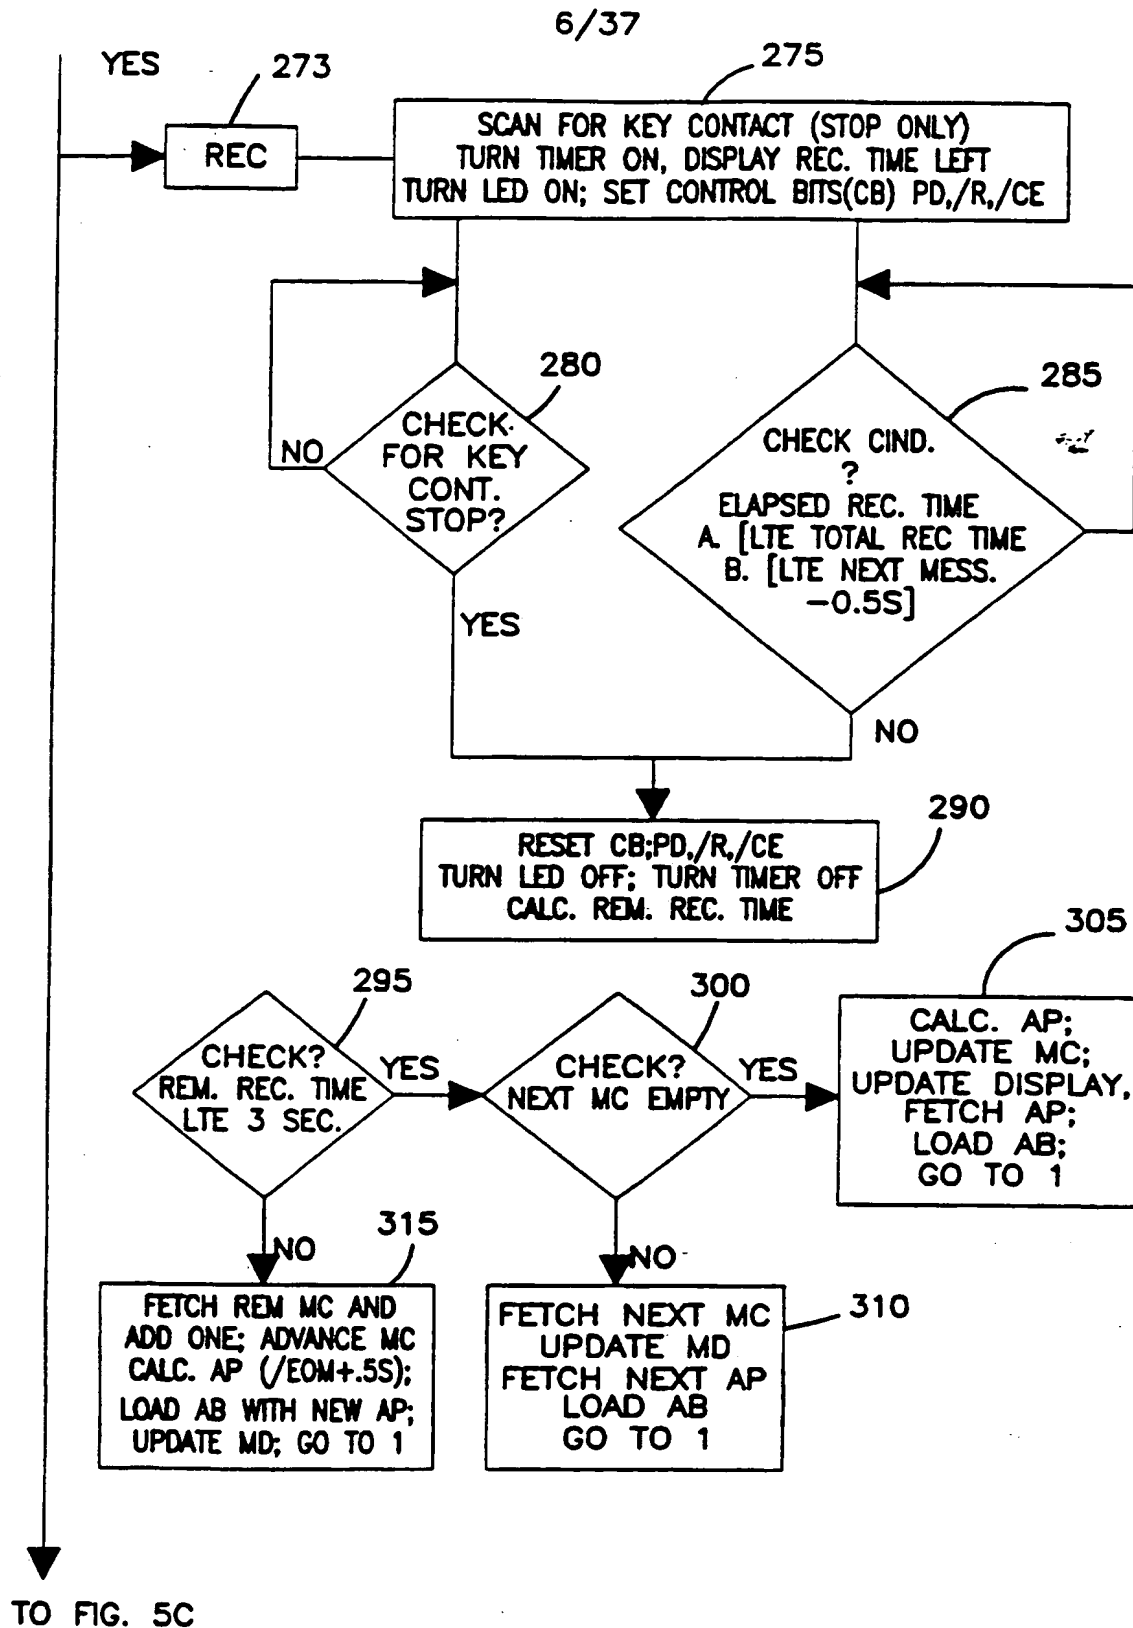 6/37
YES
273
275
REC
SCAN FOR KEY CONTACT (STOP ONLY)
TURN TIMER ON, DISPLAY REC. TIME LEFT
TURN LED ON; SET CONTROL BITS(CB) PD,/R,/CE
280
285
CHECK
FOR KEY
CONT.
STOP?
NO
YES
CHECK CIND.
?
ELAPSED REC. TIME
A. [LTE TOTAL REC TIME
B. [LTE NEXT MESS.
-0.5S]
NO
290
RESET CB;PD,/R,/CE
TURN LED OFF; TURN TIMER OFF
CALC. REM. REC. TIME
295
300
305
CHECK?
REM. REC. TIME
LTE 3 SEC.
YES
CHECK?
NEXT MC EMPTY
YES
CALC. AP;
UPDATE MC;
UPDATE DISPLAY,
FETCH AP;
LOAD AB;
GO TO 1
NO
315
NO
310
FETCH REM MC AND
ADD ONE; ADVANCE MC
CALC. AP (/EOM+.5S);
LOAD AB WITH NEW AP;
UPDATE MD; GO TO 1
FETCH NEXT MC
UPDATE MD
FETCH NEXT AP
LOAD AB
GO TO 1
TO FIG. 5C